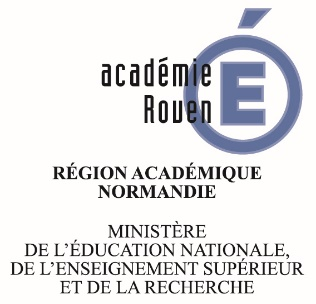 académie
Rouen
É
RÉGION ACADÉMIQUE
NORMANDIE
MINISTÈRE
DE L'ÉDUCATION NATIONALE,
DE L'ENSEIGNEMENT SUPÉRIEUR
ET DE LA RECHERCHE